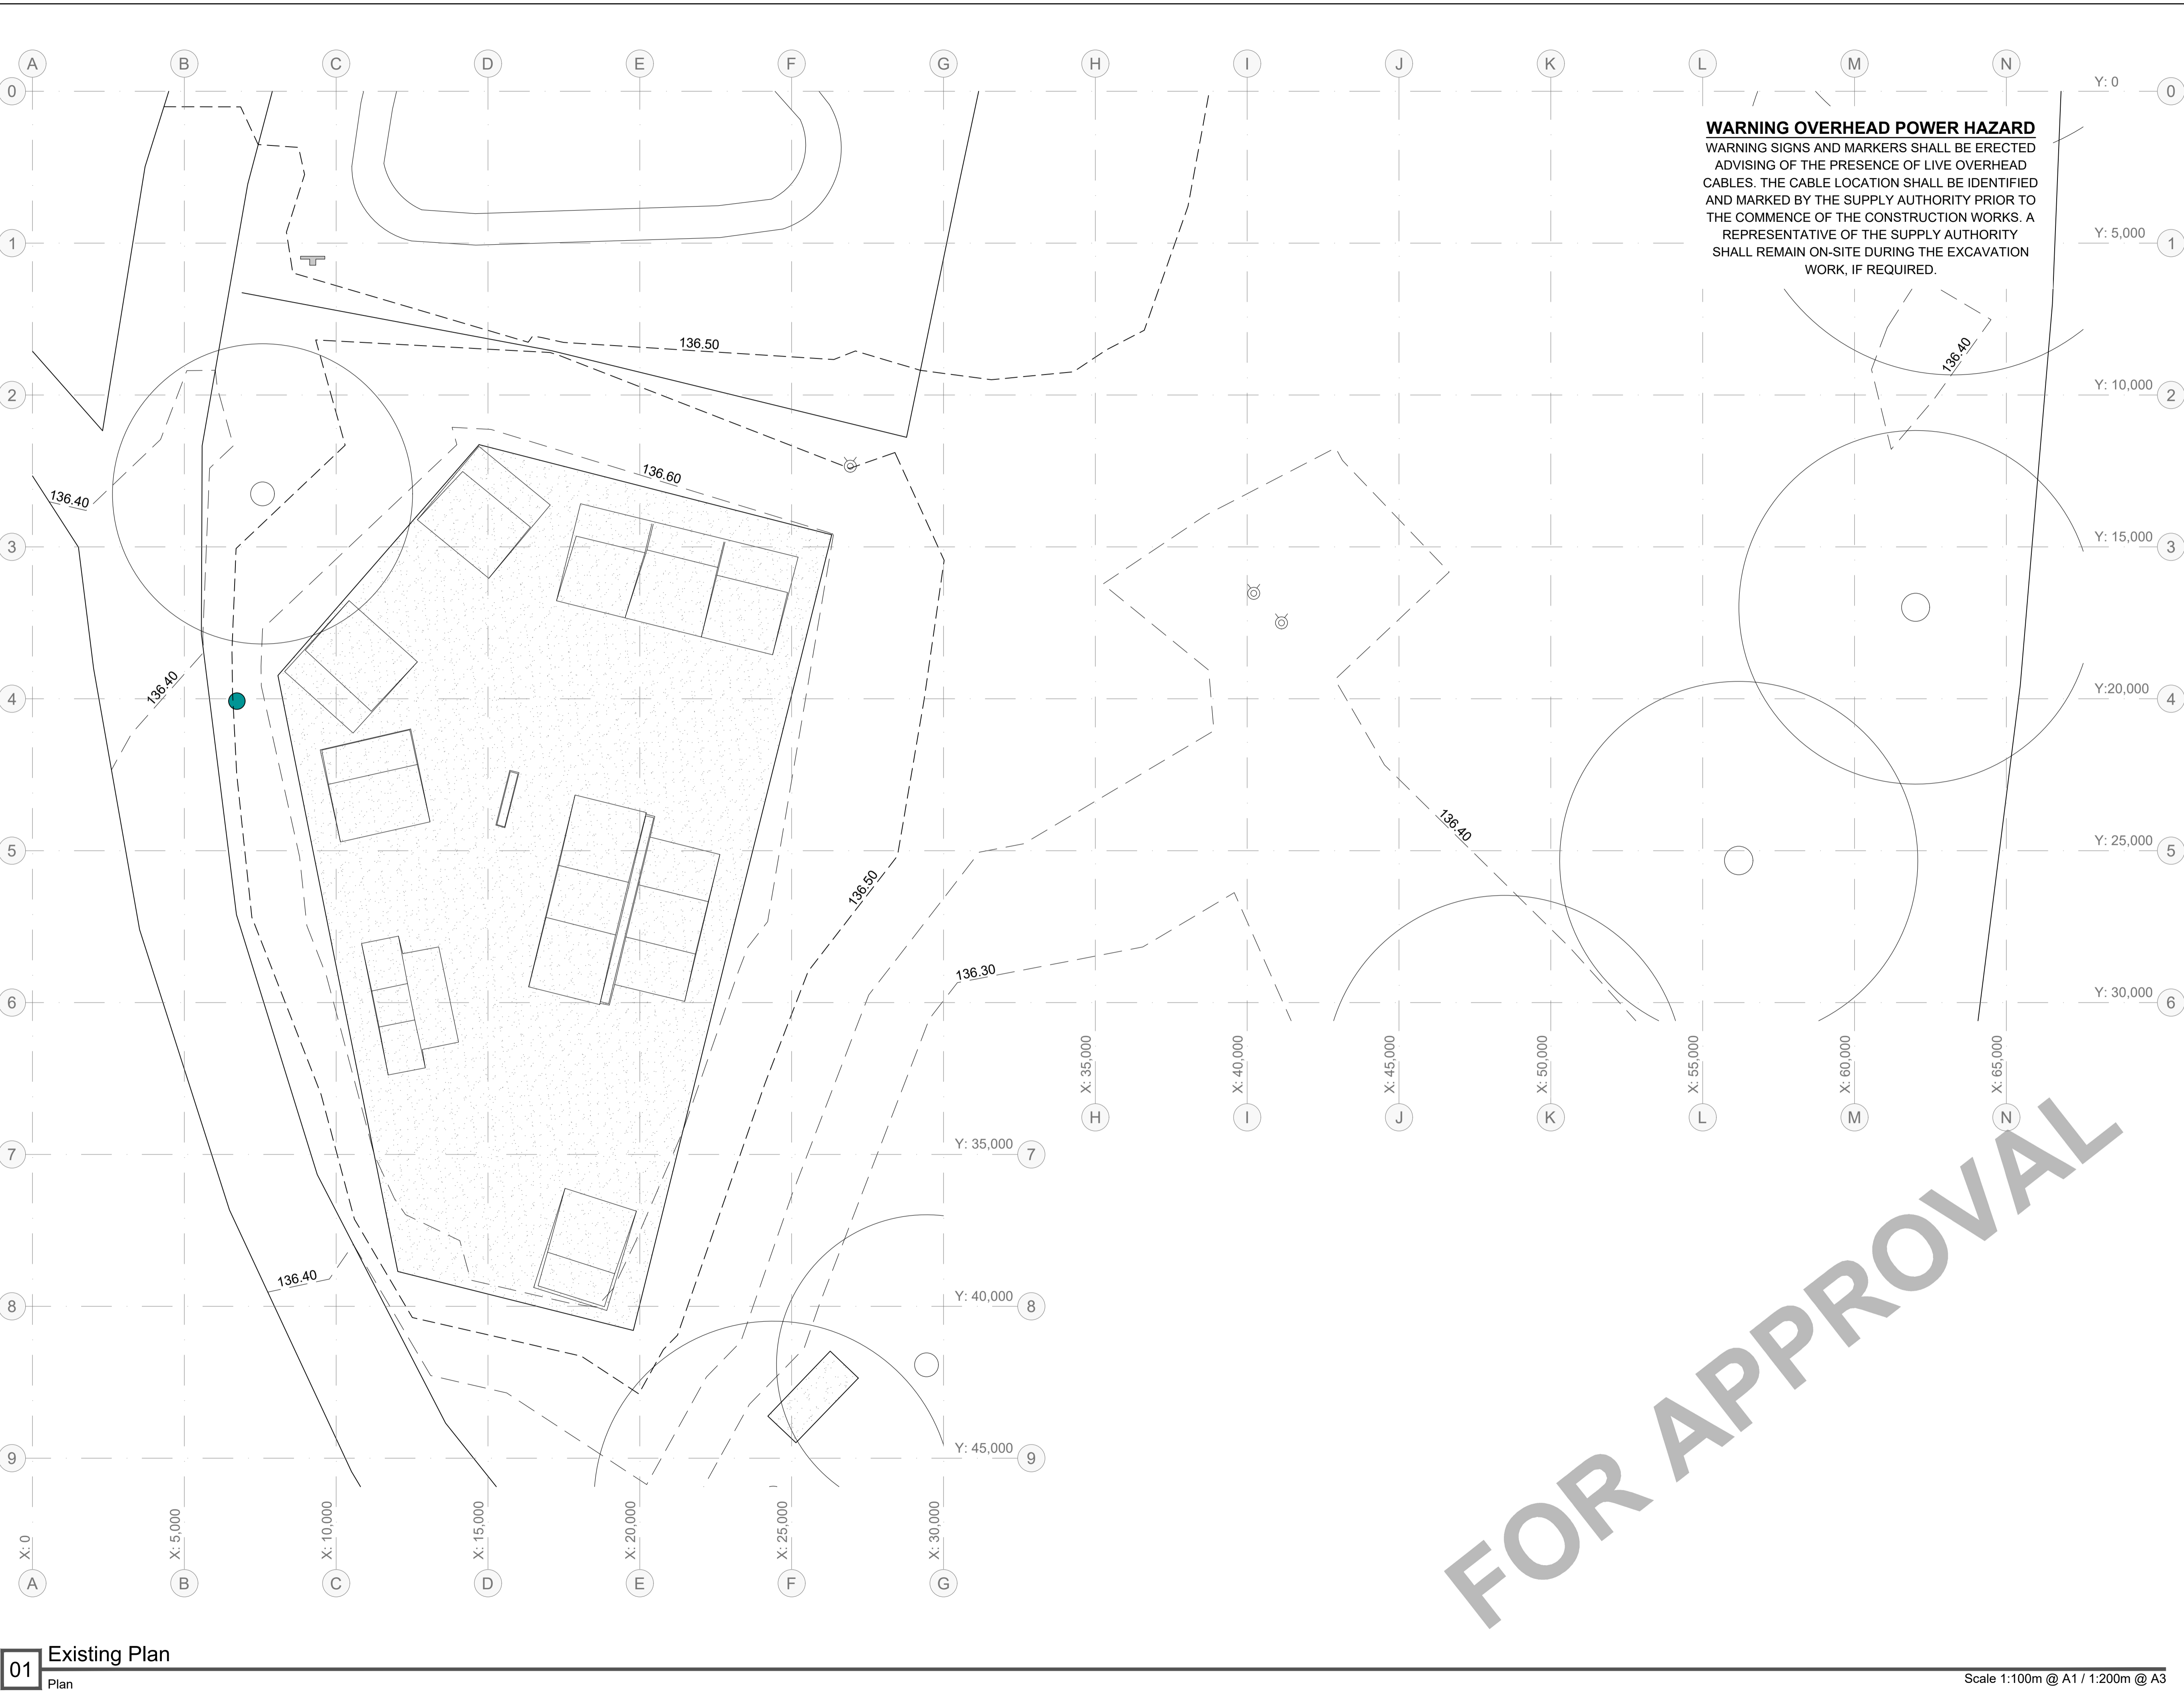 A B C D E F G H I J K L M N
0 Y: 0 0
WARNING OVERHEAD POWER HAZARD
WARNING SIGNS AND MARKERS SHALL BE ERECTED
ADVISING OF THE PRESENCE OF LIVE OVERHEAD
CABLES. THE CABLE LOCATION SHALL BE IDENTIFIED
AND MARKED BY THE SUPPLY AUTHORITY PRIOR TO
THE COMMENCE OF THE CONSTRUCTION WORKS. A
REPRESENTATIVE OF THE SUPPLY AUTHORITY
SHALL REMAIN ON-SITE DURING THE EXCAVATION
WORK, IF REQUIRED.
1 Y: 5,000 1
136.50
136.40
2 Y: 10,000 2
136.60
136.40
3 Y: 15,000 3
136.40
4 Y:20,000 4
136.40
5 Y: 25,000 5
136.50
136.30
6 Y: 30,000 6
X: 35,000 X: 40,000 X: 45,000 X: 50,000 X: 55,000 X: 60,000 X: 65,000
H I J K L M N
7 Y: 35,000 7
136.40
8 Y: 40,000 8
9 Y: 45,000 9
X: 0 X: 5,000 X: 10,000 X: 15,000 X: 20,000 X: 25,000 X: 30,000
A B C D E F G
FOR APPROVAL
01 Existing Plan
Plan
Scale 1:100m @ A1 / 1:200m @ A3